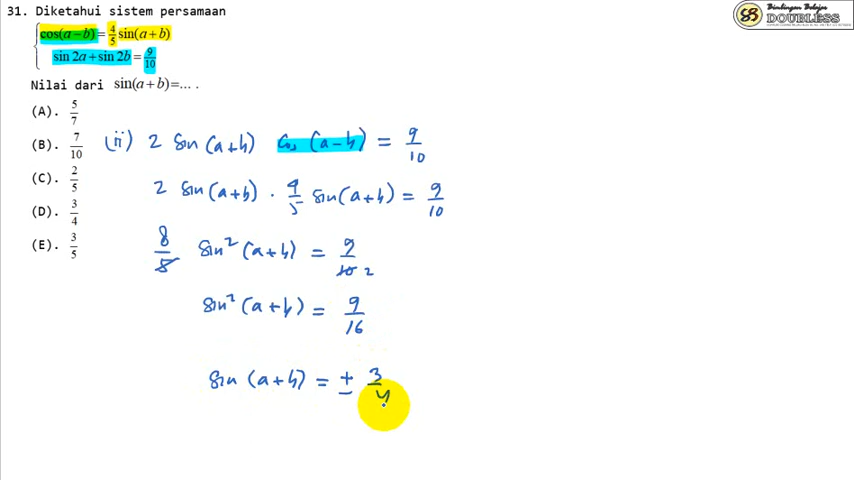 31. Diketahui sistem persamaan
Bimbingan Belajar
DOUBLESS
cos(a−b)=4/5 sin(a+b)
sin 2a+sin 2b=9/10
Nilai dari sin(a+b)=... .
(A). 5/7
(B). 7/10
(C). 2/5
(D). 3/4
(E). 3/5
(ii) 2 sin(a+b) cos(a−b) = 9/10
2 sin(a+b) · 4/5 sin(a+b) = 9/10
8/5 sin²(a+b) = 9/10 2
sin²(a+b) = 9/16
sin(a+b) = ± 3/4